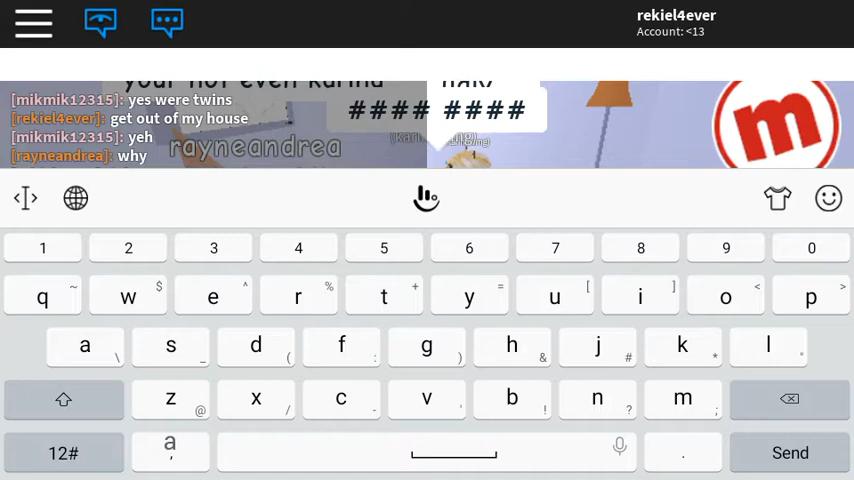 rekiel4ever
Account: <13
your not even karina
[mikmik12315]: yes were twins
[rekiel4ever]: get out of my house
[mikmik12315]: yeh
[rayneandrea]: why
#### ####
rayneandrea
m
1 2 3 4 5 6 7 8 9 0
q ~ w $ e ^ r % t + y = u [ i ] o < p >
a \ s _ d ( f : g ) h & j # k * l °
z @ x / c - v ' b ! n ? m ;
12# a , . Send